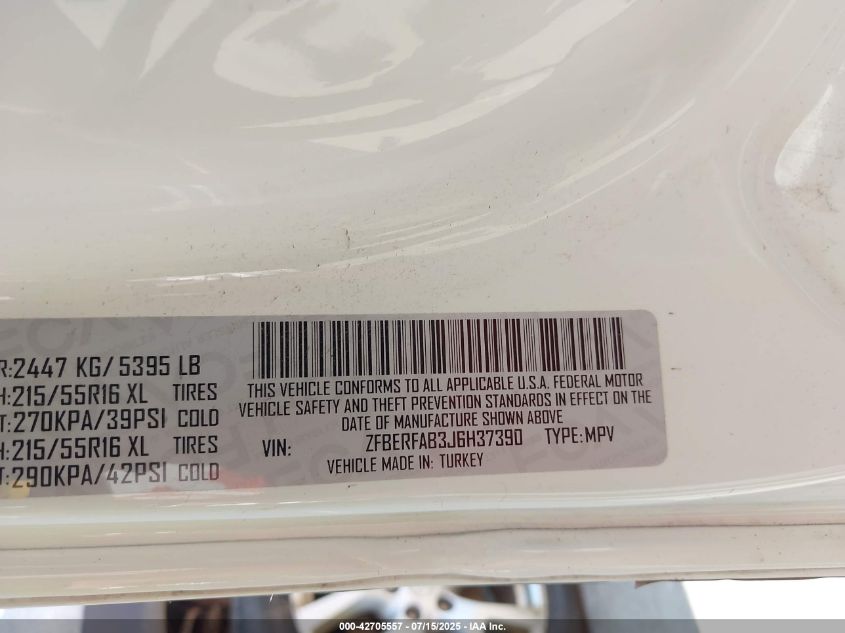 R:2447 KG/ 5395 LB
H:215/55R16 XL TIRES
T:270KPA/39PSI COLD
H:215/55R16 XL TIRES
T:290KPA/42PSI COLD
THIS VEHICLE CONFORMS TO ALL APPLICABLE U.S.A. FEDERAL MOTOR
VEHICLE SAFETY AND THEFT PREVENTION STANDARDS IN EFFECT ON THE
DATE OF MANUFACTURE SHOWN ABOVE
VIN: ZFBERFAB3J6H37390 TYPE:MPV
VEHICLE MADE IN: TURKEY
000-42705557 - 07/15/2025 - IAA Inc.